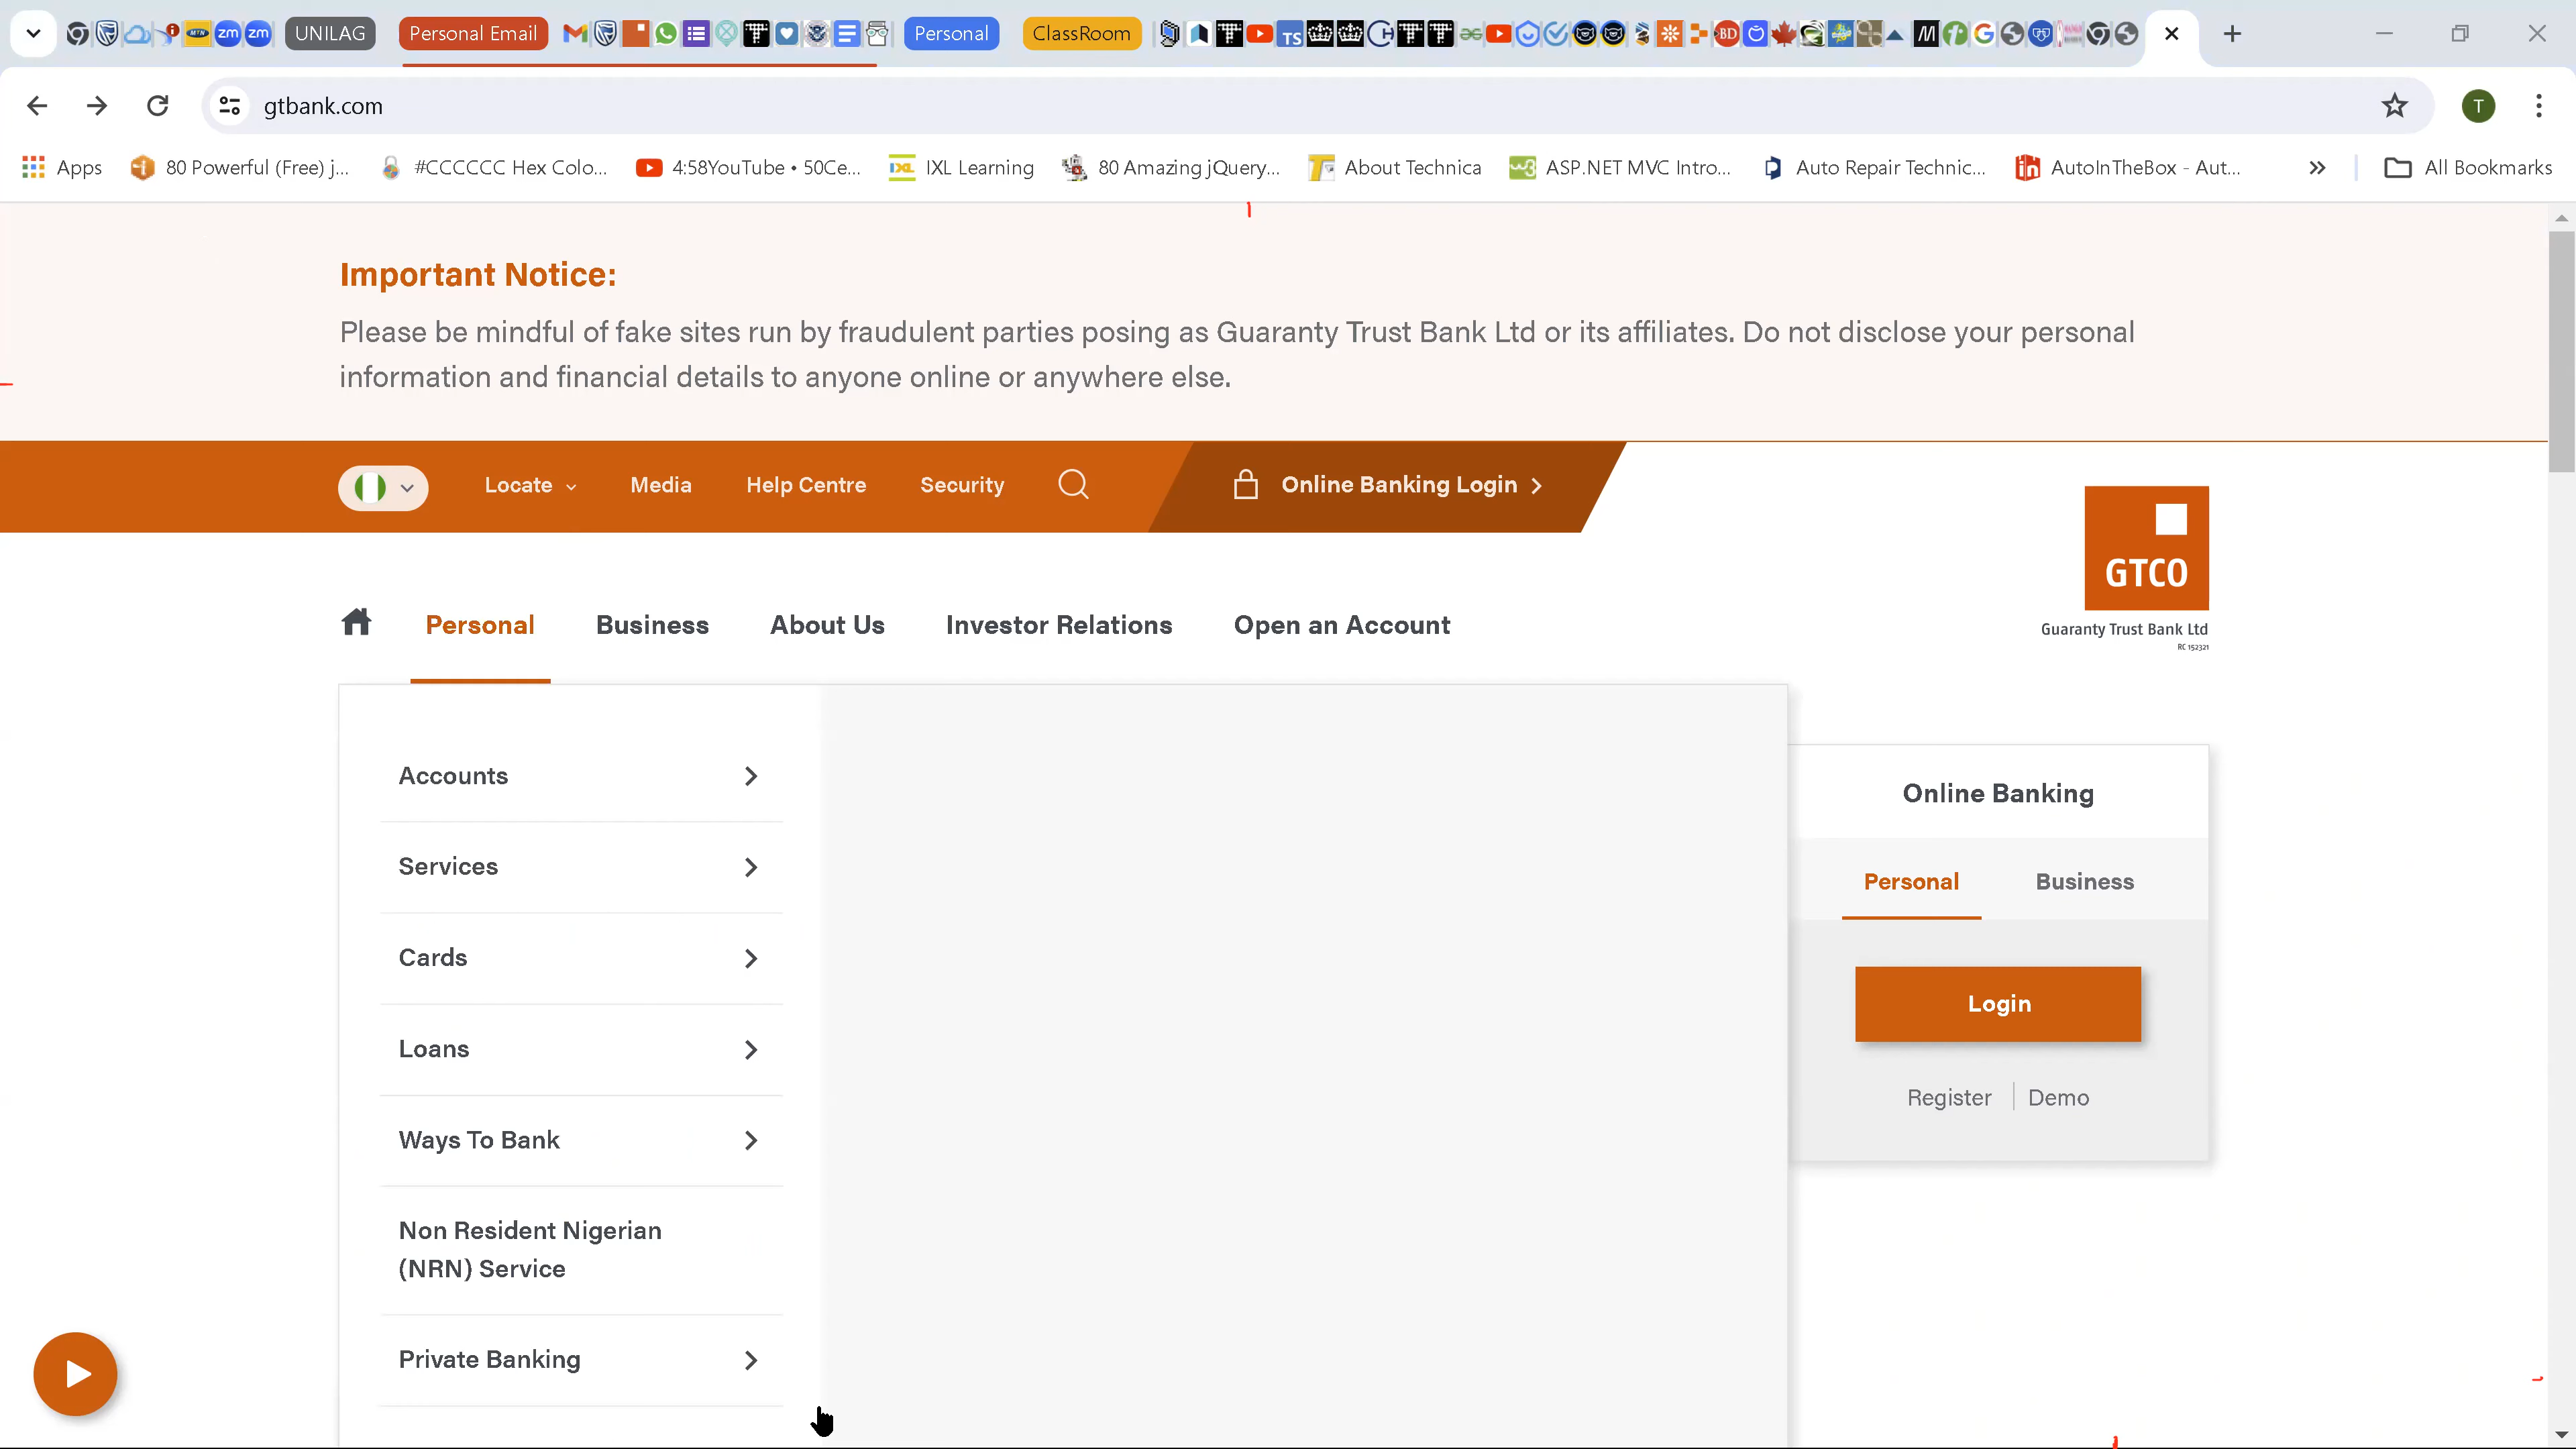 UNILAG
Personal Email
Personal
ClassRoom
gtbank.com
Apps
80 Powerful (Free) j...
#CCCCCC Hex Colo...
4:58YouTube • 50Ce...
IXL Learning
80 Amazing jQuery...
About Technica
ASP.NET MVC Intro...
Auto Repair Technic...
AutoInTheBox - Aut...
All Bookmarks
T
Important Notice:
Please be mindful of fake sites run by fraudulent parties posing as Guaranty Trust Bank Ltd or its affiliates. Do not disclose your personal
information and financial details to anyone online or anywhere else.
Locate
Media
Help Centre
Security
Online Banking Login
GTCO
Guaranty Trust Bank Ltd
RC 152321
Personal
Business
About Us
Investor Relations
Open an Account
Accounts
Services
Cards
Loans
Ways To Bank
Non Resident Nigerian
(NRN) Service
Private Banking
Online Banking
Personal
Business
Login
Register
Demo